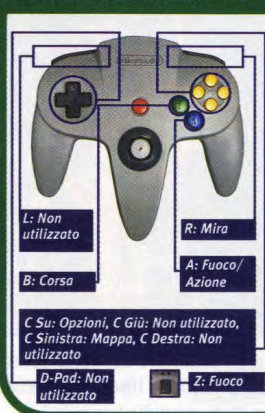 L: Non
utilizzato
R: Mira
B: Corsa
A: Fuoco/
Azione
C Su: Opzioni, C Giù: Non utilizzato,
C Sinistra: Mappa, C Destra: Non
utilizzato
D-Pad: Non
utilizzato
Z: Fuoco